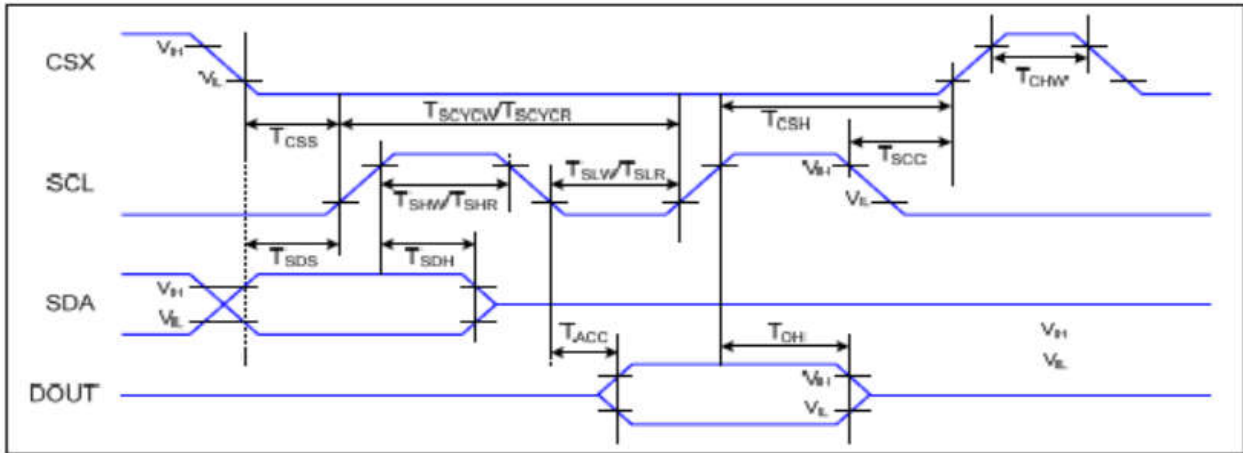 CSX
VIH
VIL
TCSS
TSCYCW/TSCYCR
TCSH
TCHW
TSCC
SCL
TSHW/TSHR
TSLW/TSLR
VIH
VIL
TSDS
TSDH
SDA
VIH
VIL
TACC
TOHI
VIH
VIL
DOUT
VIH
VIL